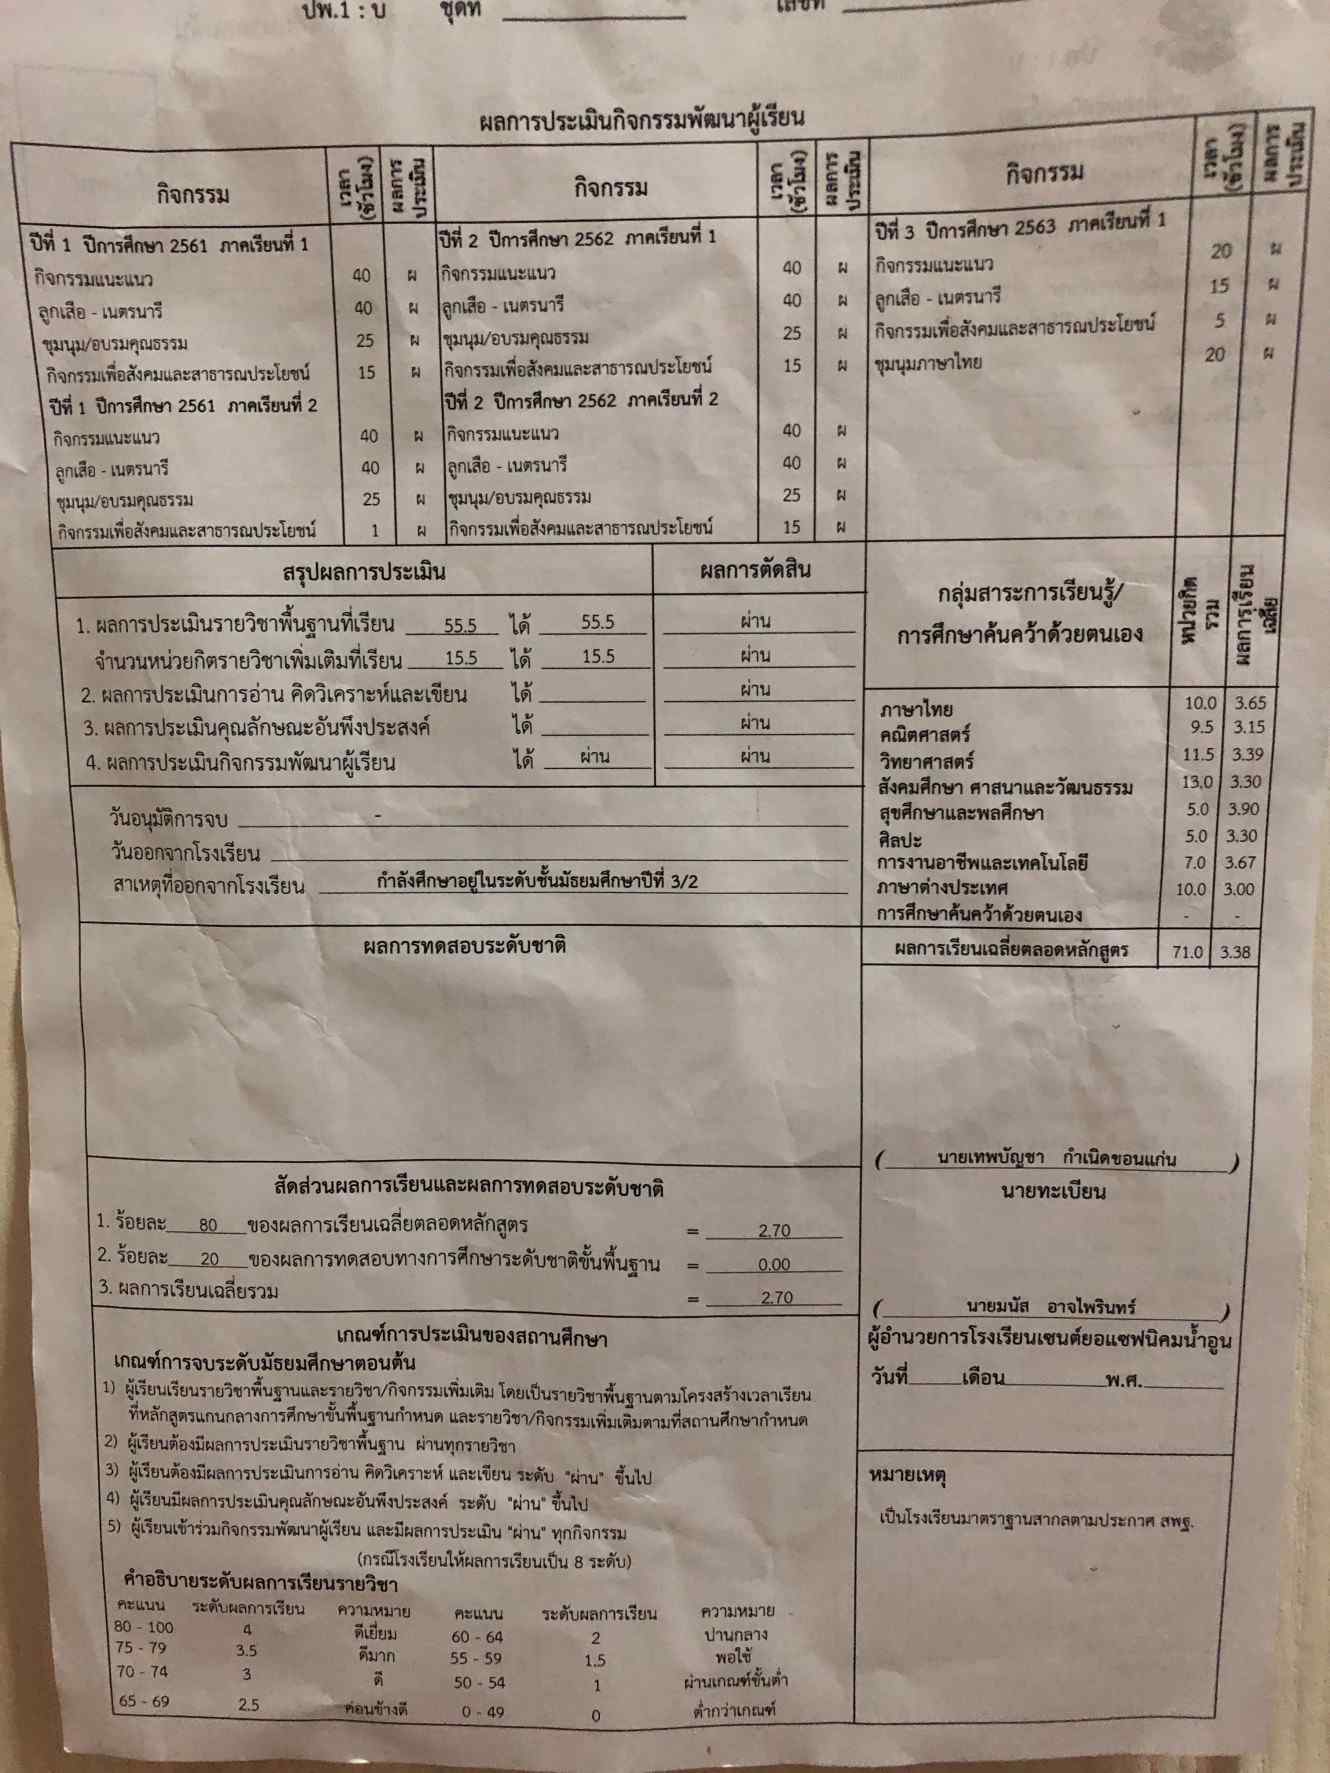 ปพ.1 : บ ชุดที่ เลขที่
ผลการประเมินกิจกรรมพัฒนาผู้เรียน
กิจกรรม เวลา (ชั่วโมง) ผลการประเมิน กิจกรรม เวลา (ชั่วโมง) ผลการประเมิน กิจกรรม เวลา (ชั่วโมง) ผลการประเมิน
ปีที่ 1 ปีการศึกษา 2561 ภาคเรียนที่ 1
กิจกรรมแนะแนว 40 ผ
ลูกเสือ - เนตรนารี 40 ผ
ชุมนุม/อบรมคุณธรรม 25 ผ
กิจกรรมเพื่อสังคมและสาธารณประโยชน์ 15 ผ
ปีที่ 1 ปีการศึกษา 2561 ภาคเรียนที่ 2
กิจกรรมแนะแนว 40 ผ
ลูกเสือ - เนตรนารี 40 ผ
ชุมนุม/อบรมคุณธรรม 25 ผ
กิจกรรมเพื่อสังคมและสาธารณประโยชน์ 1 ผ
ปีที่ 2 ปีการศึกษา 2562 ภาคเรียนที่ 1
กิจกรรมแนะแนว 40 ผ
ลูกเสือ - เนตรนารี 40 ผ
ชุมนุม/อบรมคุณธรรม 25 ผ
กิจกรรมเพื่อสังคมและสาธารณประโยชน์ 15 ผ
ปีที่ 2 ปีการศึกษา 2562 ภาคเรียนที่ 2
กิจกรรมแนะแนว 40 ผ
ลูกเสือ - เนตรนารี 40 ผ
ชุมนุม/อบรมคุณธรรม 25 ผ
กิจกรรมเพื่อสังคมและสาธารณประโยชน์ 15 ผ
ปีที่ 3 ปีการศึกษา 2563 ภาคเรียนที่ 1
กิจกรรมแนะแนว 20 ผ
ลูกเสือ - เนตรนารี 15 ผ
กิจกรรมเพื่อสังคมและสาธารณประโยชน์ 5 ผ
ชุมนุมภาษาไทย 20 ผ
สรุปผลการประเมิน ผลการตัดสิน
1. ผลการประเมินรายวิชาพื้นฐานที่เรียน 55.5 ได้ 55.5 ผ่าน
จำนวนหน่วยกิตรายวิชาเพิ่มเติมที่เรียน 15.5 ได้ 15.5 ผ่าน
2. ผลการประเมินการอ่าน คิดวิเคราะห์และเขียน ได้ ผ่าน
3. ผลการประเมินคุณลักษณะอันพึงประสงค์ ได้ ผ่าน
4. ผลการประเมินกิจกรรมพัฒนาผู้เรียน ได้ ผ่าน ผ่าน
วันอนุมัติการจบ -
วันออกจากโรงเรียน
สาเหตุที่ออกจากโรงเรียน กำลังศึกษาอยู่ในระดับชั้นมัธยมศึกษาปีที่ 3/2
กลุ่มสาระการเรียนรู้/ หน่วยกิตรวม ผลการเรียนเฉลี่ย
การศึกษาค้นคว้าด้วยตนเอง
ภาษาไทย 10.0 3.65
คณิตศาสตร์ 9.5 3.15
วิทยาศาสตร์ 11.5 3.39
สังคมศึกษา ศาสนาและวัฒนธรรม 13.0 3.30
สุขศึกษาและพลศึกษา 5.0 3.90
ศิลปะ 5.0 3.30
การงานอาชีพและเทคโนโลยี 7.0 3.67
ภาษาต่างประเทศ 10.0 3.00
การศึกษาค้นคว้าด้วยตนเอง - -
ผลการเรียนเฉลี่ยตลอดหลักสูตร 71.0 3.38
ผลการทดสอบระดับชาติ
สัดส่วนผลการเรียนและผลการทดสอบระดับชาติ
1. ร้อยละ 80 ของผลการเรียนเฉลี่ยตลอดหลักสูตร = 2.70
2. ร้อยละ 20 ของผลการทดสอบทางการศึกษาระดับชาติขั้นพื้นฐาน = 0.00
3. ผลการเรียนเฉลี่ยรวม = 2.70
(นายเทพบัญชา กำเนิดขอนแก่น)
นายทะเบียน
(นายมนัส อาจไพรินทร์)
ผู้อำนวยการโรงเรียนเซนต์ยอแซฟนิคมน้ำอูน
วันที่ เดือน พ.ศ.
เกณฑ์การประเมินของสถานศึกษา
เกณฑ์การจบระดับมัธยมศึกษาตอนต้น
1) ผู้เรียนเรียนรายวิชาพื้นฐานและรายวิชา/กิจกรรมเพิ่มเติม โดยเป็นรายวิชาพื้นฐานตามโครงสร้างเวลาเรียน
ที่หลักสูตรแกนกลางการศึกษาขั้นพื้นฐานกำหนด และรายวิชา/กิจกรรมเพิ่มเติมตามที่สถานศึกษากำหนด
2) ผู้เรียนต้องมีผลการประเมินรายวิชาพื้นฐาน ผ่านทุกรายวิชา
3) ผู้เรียนต้องมีผลการประเมินการอ่าน คิดวิเคราะห์ และเขียน ระดับ "ผ่าน" ขึ้นไป
4) ผู้เรียนมีผลการประเมินคุณลักษณะอันพึงประสงค์ ระดับ "ผ่าน" ขึ้นไป
5) ผู้เรียนเข้าร่วมกิจกรรมพัฒนาผู้เรียน และมีผลการประเมิน "ผ่าน" ทุกกิจกรรม
(กรณีโรงเรียนให้ผลการเรียนเป็น 8 ระดับ)
คำอธิบายระดับผลการเรียนรายวิชา
คะแนน ระดับผลการเรียน ความหมาย คะแนน ระดับผลการเรียน ความหมาย
80 - 100 4 ดีเยี่ยม 60 - 64 2 ปานกลาง
75 - 79 3.5 ดีมาก 55 - 59 1.5 พอใช้
70 - 74 3 ดี 50 - 54 1 ผ่านเกณฑ์ขั้นต่ำ
65 - 69 2.5 ค่อนข้างดี 0 - 49 0 ต่ำกว่าเกณฑ์
หมายเหตุ
เป็นโรงเรียนมาตราฐานสากลตามประกาศ สพฐ.